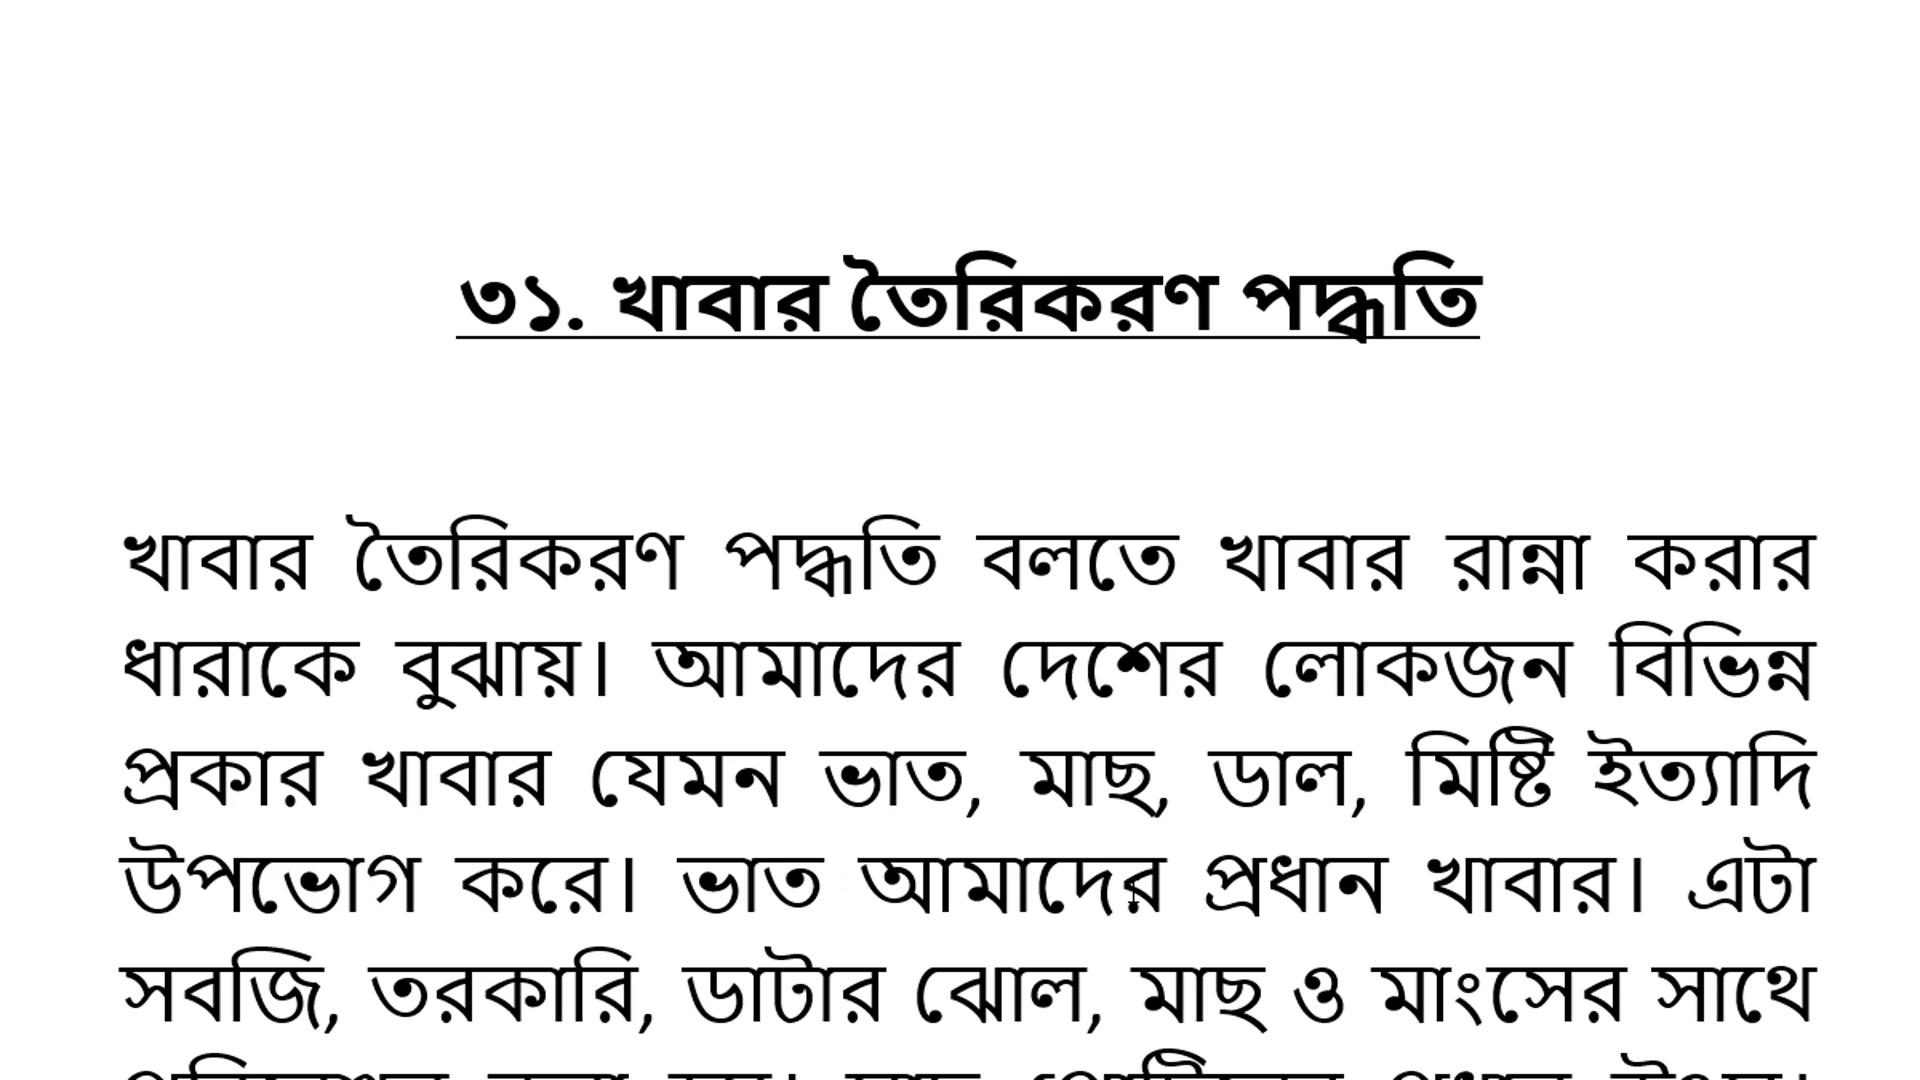 ৩১. খাবার তৈরিকরণ পদ্ধতি
খাবার তৈরিকরণ পদ্ধতি বলতে খাবার রান্না করার
ধারাকে বুঝায়। আমাদের দেশের লোকজন বিভিন্ন
প্রকার খাবার যেমন ভাত, মাছ, ডাল, মিষ্টি ইত্যাদি
উপভোগ করে। ভাত আমাদের প্রধান খাবার। এটা
সবজি, তরকারি, ডাটার ঝোল, মাছ ও মাংসের সাথে